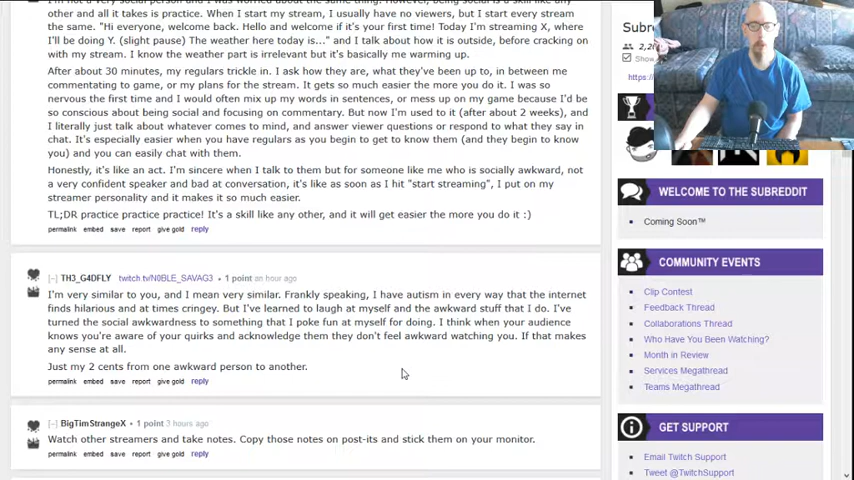 I'm not a very social person and I was worried about the same thing. However, being social is a skill like any
other and all it takes is practice. When I start my stream, I usually have no viewers, but I start every stream
the same. "Hi everyone, welcome back. Hello and welcome if it's your first time! Today I'm streaming X, where
I'll be doing Y. (slight pause) The weather here today is..." and I talk about how it is outside, before cracking on
with my stream. I know the weather part is irrelevant but it's basically me warming up.
After about 30 minutes, my regulars trickle in. I ask how they are, what they've been up to, in between me
commentating to game, or my plans for the stream. It gets so much easier the more you do it. I was so
nervous the first time and I would often mix up my words in sentences, or mess up on my game because I'd be
so conscious about being social and focusing on commentary. But now I'm used to it (after about 2 weeks), and
I literally just talk about whatever comes to mind, and answer viewer questions or respond to what they say in
chat. It's especially easier when you have regulars as you begin to get to know them (and they begin to know
you) and you can easily chat with them.
Honestly, it's like an act. I'm sincere when I talk to them but for someone like me who is socially awkward, not
a very confident speaker and bad at conversation, it's like as soon as I hit "start streaming", I put on my
streamer personality and it makes it so much easier.
TL;DR practice practice practice! It's a skill like any other, and it will get easier the more you do it :)
permalink embed save report give gold reply
[–] TH3_G4DFLY twitch.tv/N0BLE_SAVAG3 • 1 point an hour ago
I'm very similar to you, and I mean very similar. Frankly speaking, I have autism in every way that the internet
finds hilarious and at times cringey. But I've learned to laugh at myself and the awkward stuff that I do. I've
turned the social awkwardness to something that I poke fun at myself for doing. I think when your audience
knows you're aware of your quirks and acknowledge them they don't feel awkward watching you. If that makes
any sense at all.
Just my 2 cents from one awkward person to another.
permalink embed save report give gold reply
[–] BigTimStrangeX • 1 point 3 hours ago
Watch other streamers and take notes. Copy those notes on post-its and stick them on your monitor.
permalink embed save report give gold reply
Subr
Show
https:/
WELCOME TO THE SUBREDDIT
Coming Soon™
COMMUNITY EVENTS
Clip Contest
Feedback Thread
Collaborations Thread
Who Have You Been Watching?
Month in Review
Services Megathread
Teams Megathread
GET SUPPORT
Email Twitch Support
Tweet @TwitchSupport